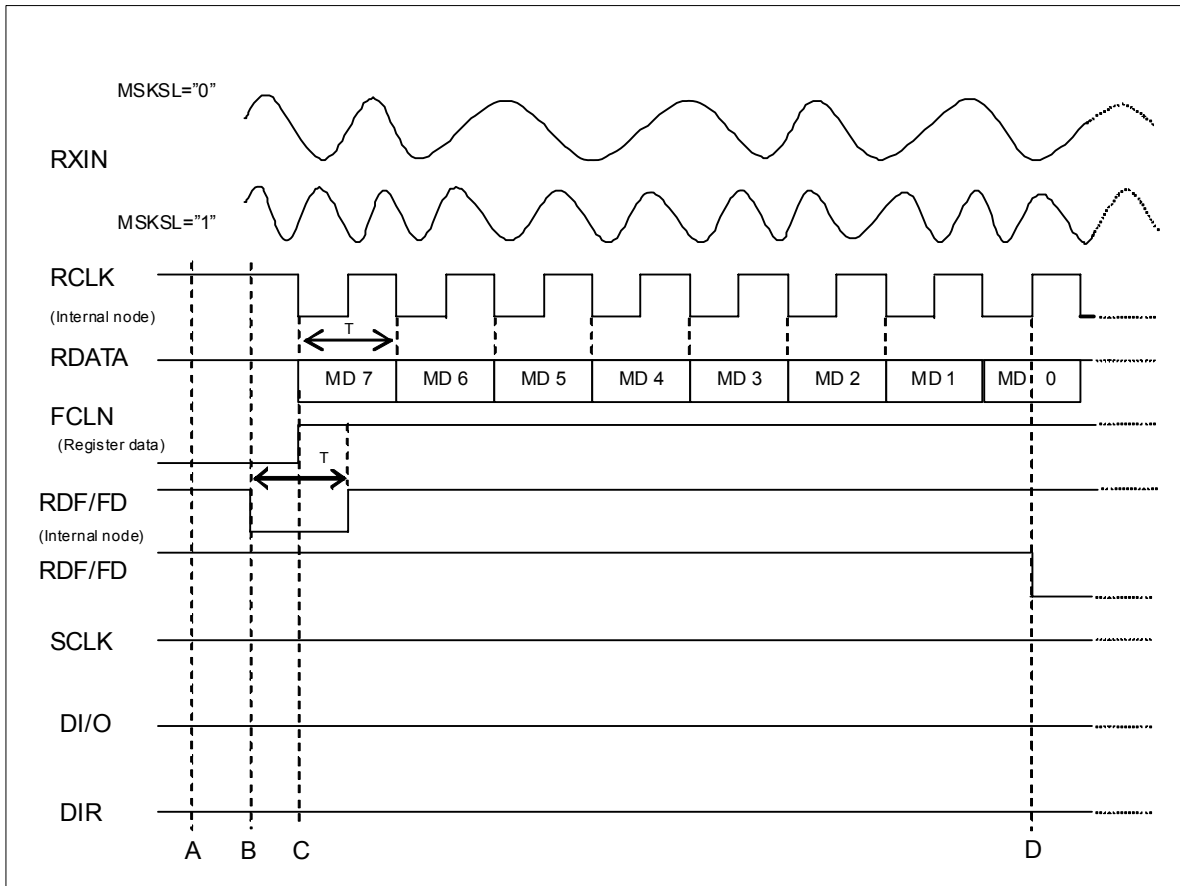 MSKSL="0"
RXIN
MSKSL="1"
RCLK
(Internal node)
T
RDATA
MD 7 MD 6 MD 5 MD 4 MD 3 MD 2 MD 1 MD 0
FCLN
(Register data)
T
RDF/FD
(Internal node)
RDF/FD
SCLK
DI/O
DIR
A B C D